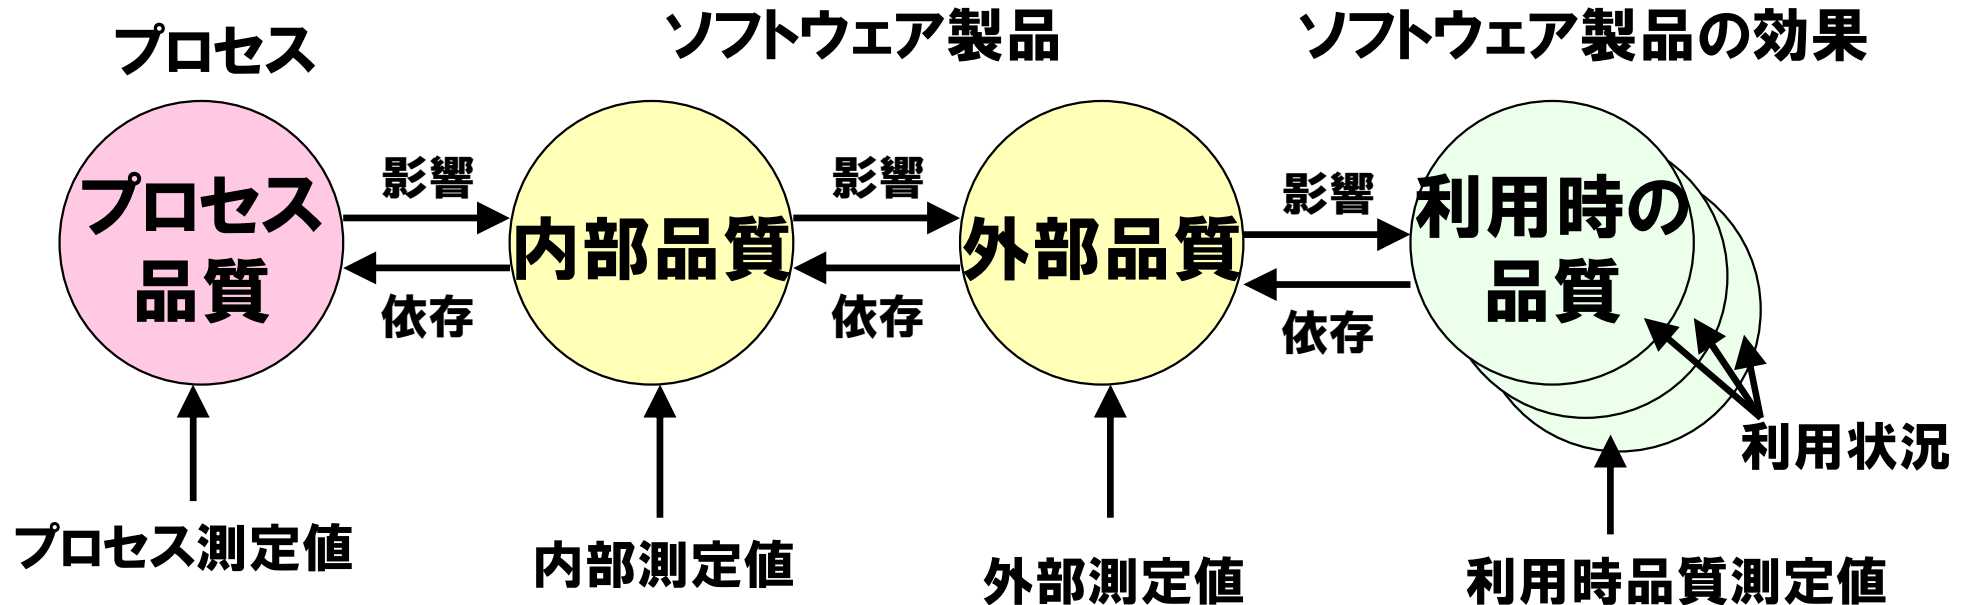 プロセス
ソフトウェア製品
ソフトウェア製品の効果
プロセス
品質
影響
依存
内部品質
影響
依存
外部品質
影響
依存
利用時の
品質
利用状況
プロセス測定値
内部測定値
外部測定値
利用時品質測定値